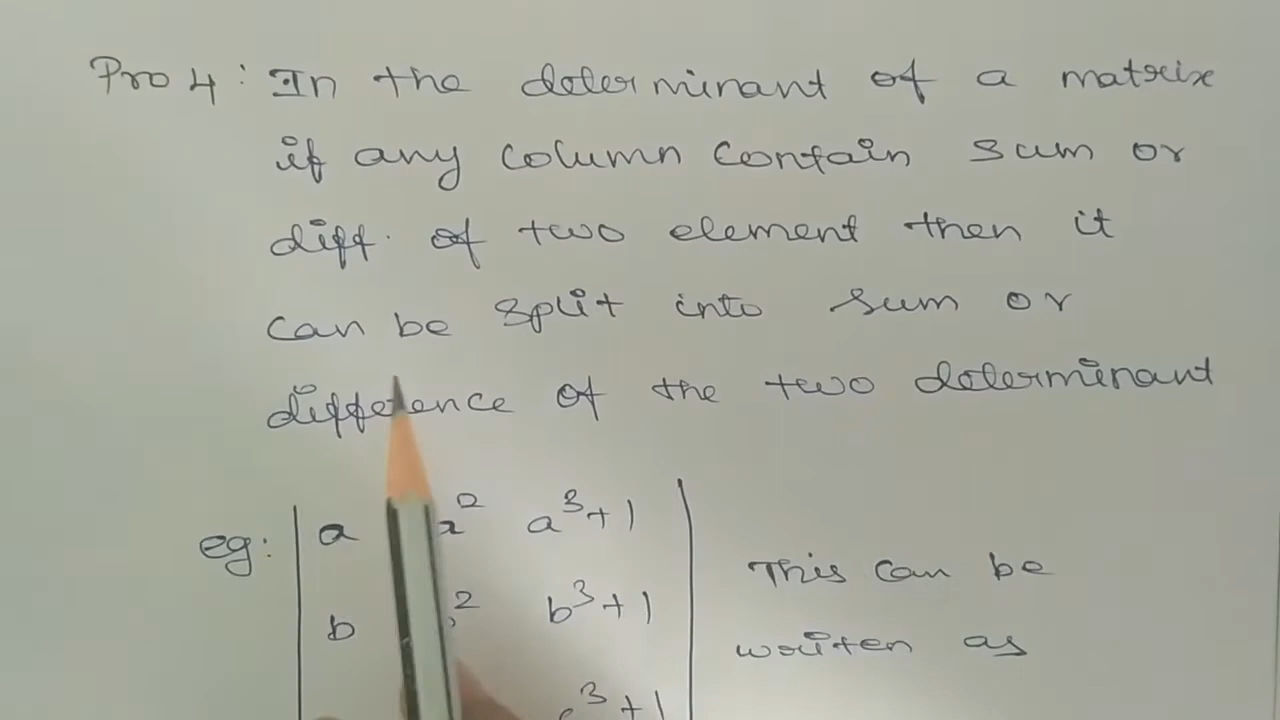 Pro 4: In the determinant of a matrix
if any column contain sum or
diff. of two element then it
can be split into sum or
difference of the two determinant
eg: | a a² a³+1 |
This can be
b ² b³+1
written as
³+1